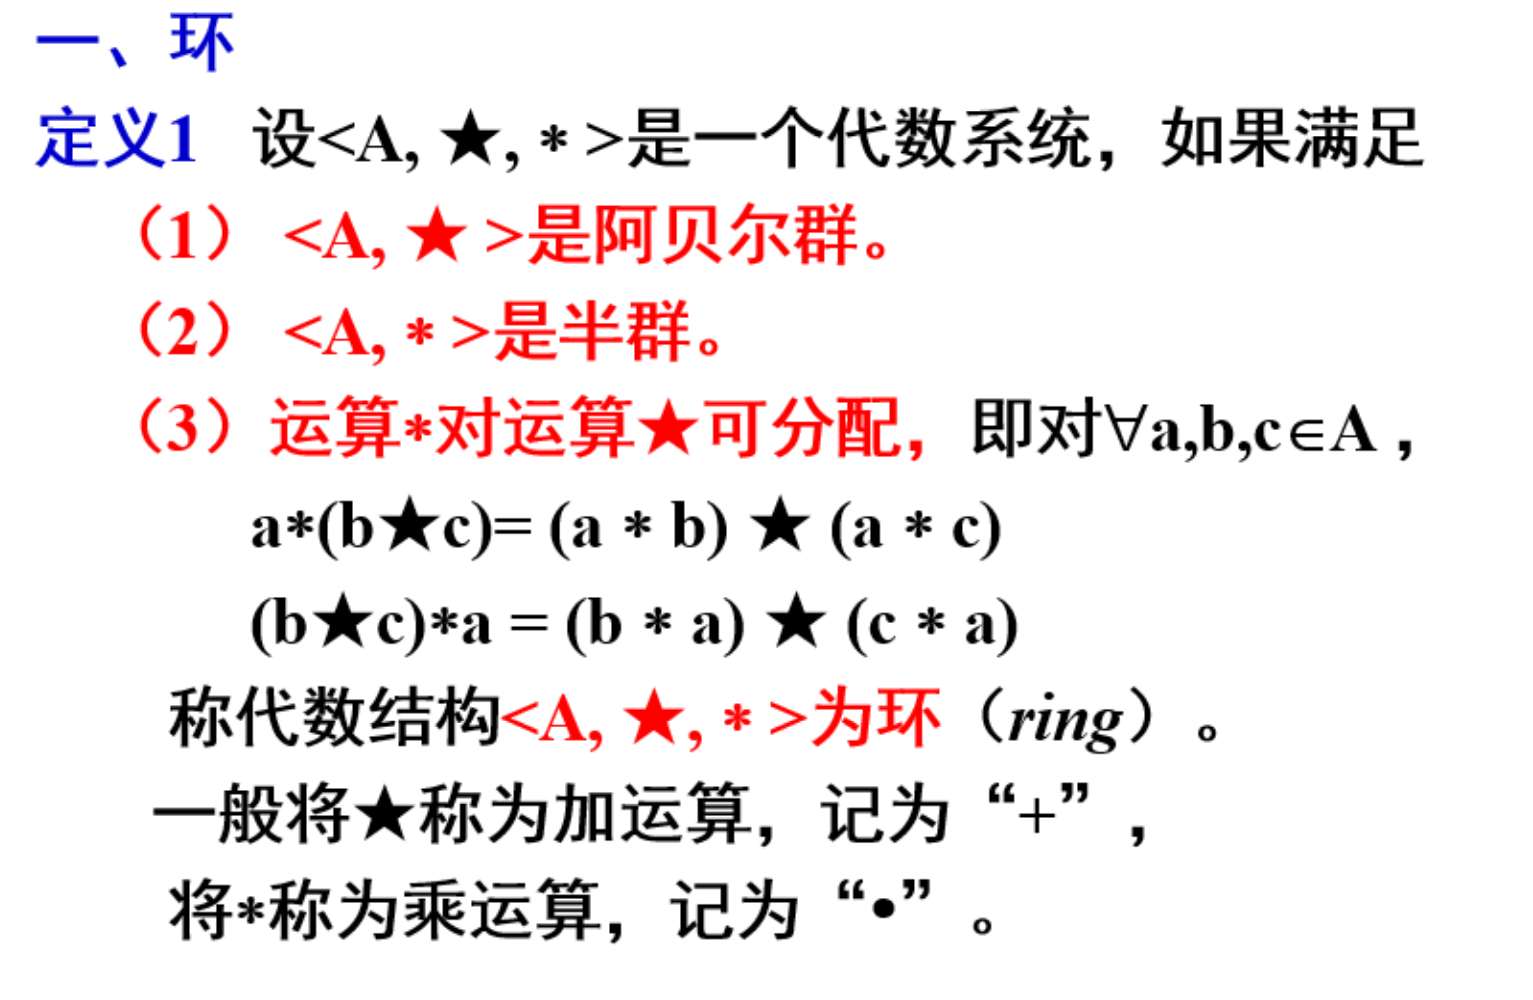 一、环
定义1 设<A, ★, * >是一个代数系统，如果满足
（1） <A, ★ >是阿贝尔群。
（2） <A, * >是半群。
（3）运算*对运算★可分配，即对∀a,b,c∈A，
a*(b★c)= (a * b) ★ (a * c)
(b★c)*a = (b * a) ★ (c * a)
称代数结构<A, ★, * >为环（ring）。
一般将★称为加运算，记为“+”，
将*称为乘运算，记为“•”。